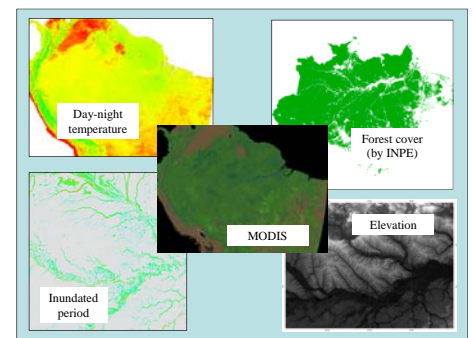 Day-night
temperature
Forest cover
(by INPE)
MODIS
Elevation
Inundated
period